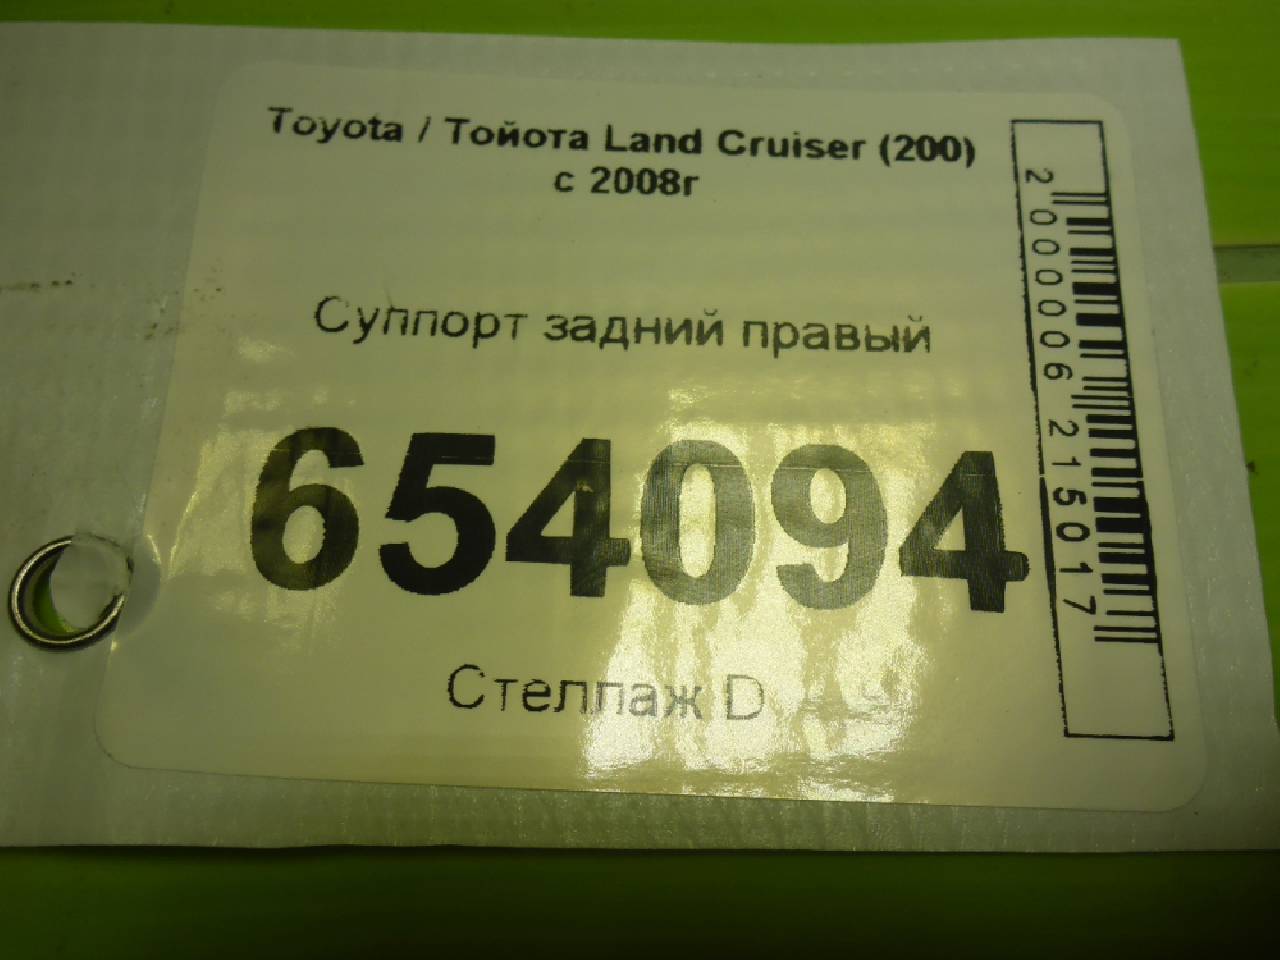 Toyota / Тойота Land Cruiser (200)
с 2008г
Суппорт задний правый
654094
Стеллаж D
2000006215017